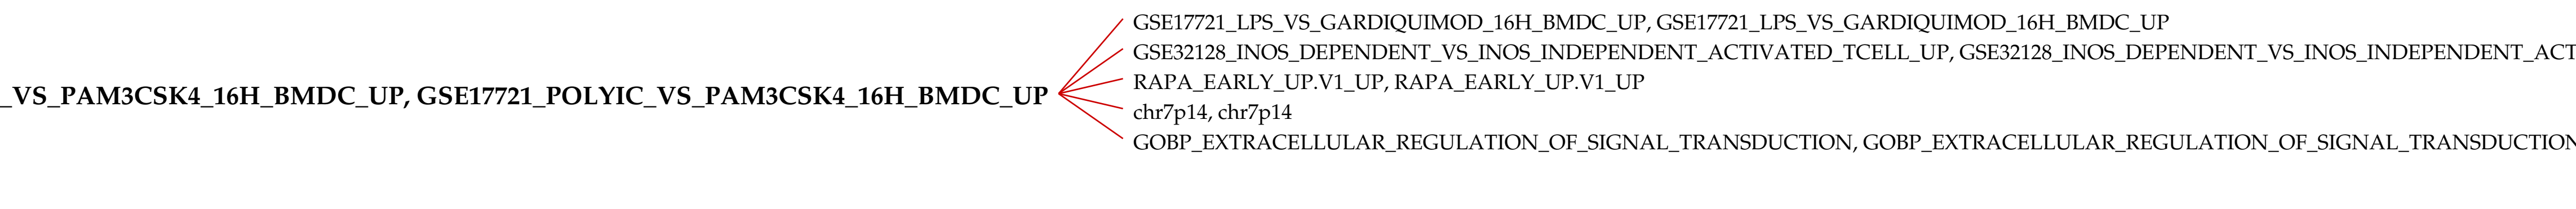 GSE17721_LPS_VS_GARDIQUIMOD_16H_BMDC_UP, GSE17721_LPS_VS_GARDIQUIMOD_16H_BMDC_UP
GSE32128_INOS_DEPENDENT_VS_INOS_INDEPENDENT_ACTIVATED_TCELL_UP, GSE32128_INOS_DEPENDENT_VS_INOS_INDEPENDENT_ACT
RAPA_EARLY_UP.V1_UP, RAPA_EARLY_UP.V1_UP
_VS_PAM3CSK4_16H_BMDC_UP, GSE17721_POLYIC_VS_PAM3CSK4_16H_BMDC_UP
chr7p14, chr7p14
GOBP_EXTRACELLULAR_REGULATION_OF_SIGNAL_TRANSDUCTION, GOBP_EXTRACELLULAR_REGULATION_OF_SIGNAL_TRANSDUCTION